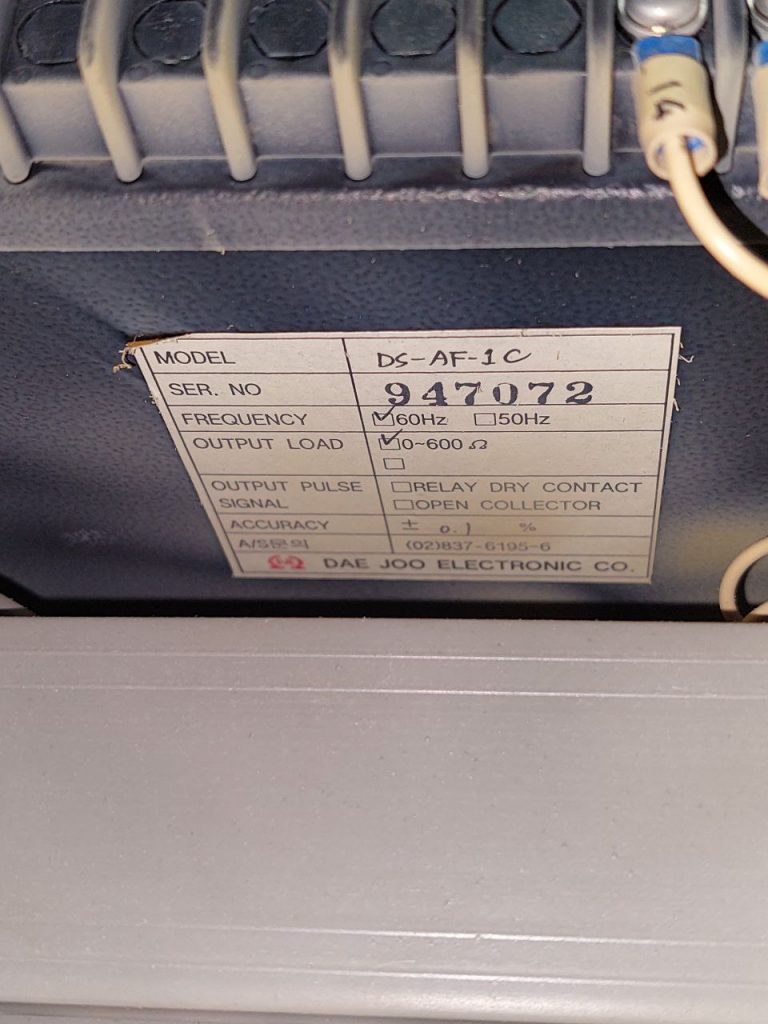 MODEL DS-AF-1C
SER. NO 947072
FREQUENCY ☑60Hz ☐50Hz
OUTPUT LOAD ☑0~600 Ω
☐
OUTPUT PULSE SIGNAL ☐RELAY DRY CONTACT
☐OPEN COLLECTOR
ACCURACY ± 0.1 %
A/S문의 (02)837-6195-6
DAE JOO ELECTRONIC CO.